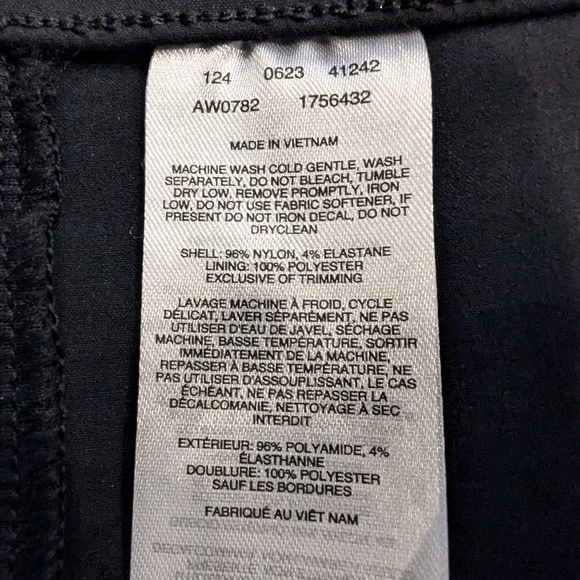 124 0623 41242
AW0782 1756432
MADE IN VIETNAM
MACHINE WASH COLD GENTLE, WASH
SEPARATELY, DO NOT BLEACH, TUMBLE
DRY LOW, REMOVE PROMPTLY, IRON
LOW, DO NOT USE FABRIC SOFTENER, IF
PRESENT DO NOT IRON DECAL, DO NOT
DRYCLEAN
SHELL: 96% NYLON, 4% ELASTANE
LINING: 100% POLYESTER
EXCLUSIVE OF TRIMMING
LAVAGE MACHINE À FROID, CYCLE
DÉLICAT, LAVER SÉPARÉMENT, NE PAS
UTILISER D'EAU DE JAVEL, SÉCHAGE
MACHINE, BASSE TEMPÉRATURE, SORTIR
IMMÉDIATEMENT DE LA MACHINE,
REPASSER À BASSE TEMPÉRATURE, NE
PAS UTILISER D'ASSOUPLISSANT, LE CAS
ÉCHÉANT, NE PAS REPASSER LA
DÉCALCOMANIE, NETTOYAGE À SEC
INTERDIT
EXTÉRIEUR: 96% POLYAMIDE, 4%
ÉLASTHANNE
DOUBLURE: 100% POLYESTER
SAUF LES BORDURES
FABRIQUÉ AU VIÊT NAM